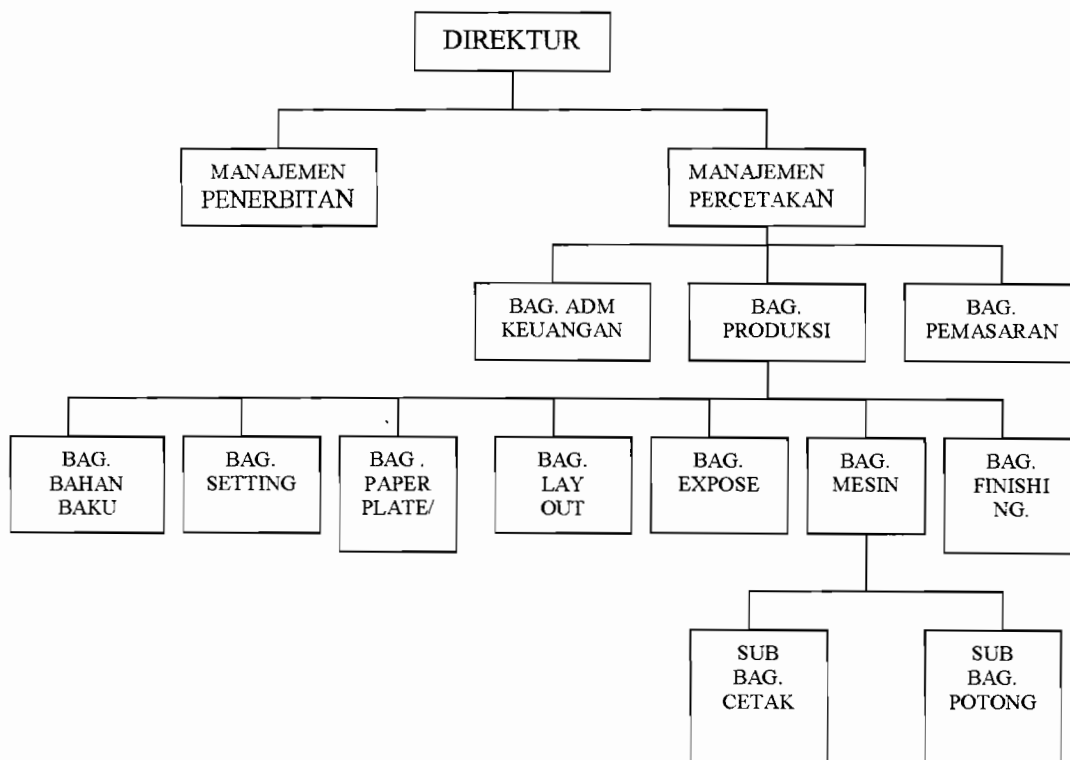 DIREKTUR
MANAJEMEN
PENERBITAN
MANAJEMEN
PERCETAKAN
BAG. ADM
KEUANGAN
BAG.
PRODUKSI
BAG.
PEMASARAN
BAG.
BAHAN
BAKU
BAG.
SETTING
BAG .
PAPER
PLATE/
BAG.
LAY
OUT
BAG.
EXPOSE
BAG.
MESIN
BAG.
FINISHI
NG.
SUB
BAG.
CETAK
SUB
BAG.
POTONG